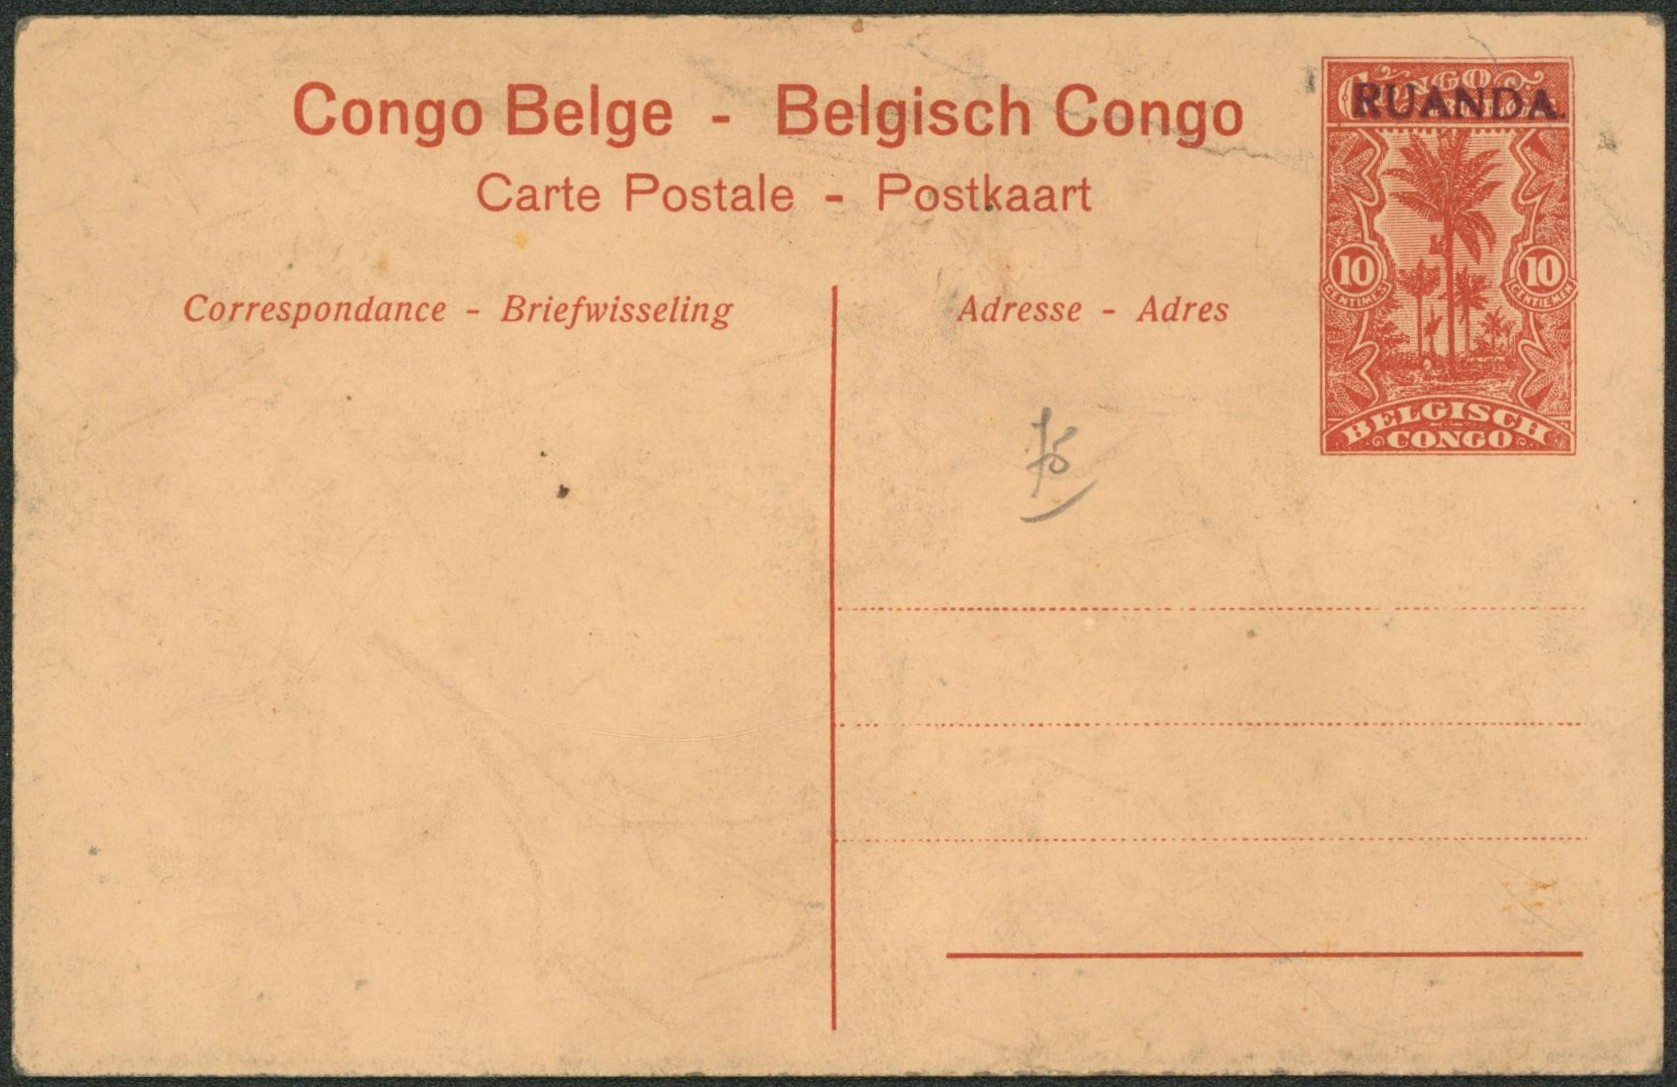 Congo Belge - Belgisch Congo
Carte Postale - Postkaart
Correspondance - Briefwisseling
Adresse - Adres
CONGO BELGE
RUANDA
10 10
CENTIMES CENTIEMEN
BELGISCH
CONGO